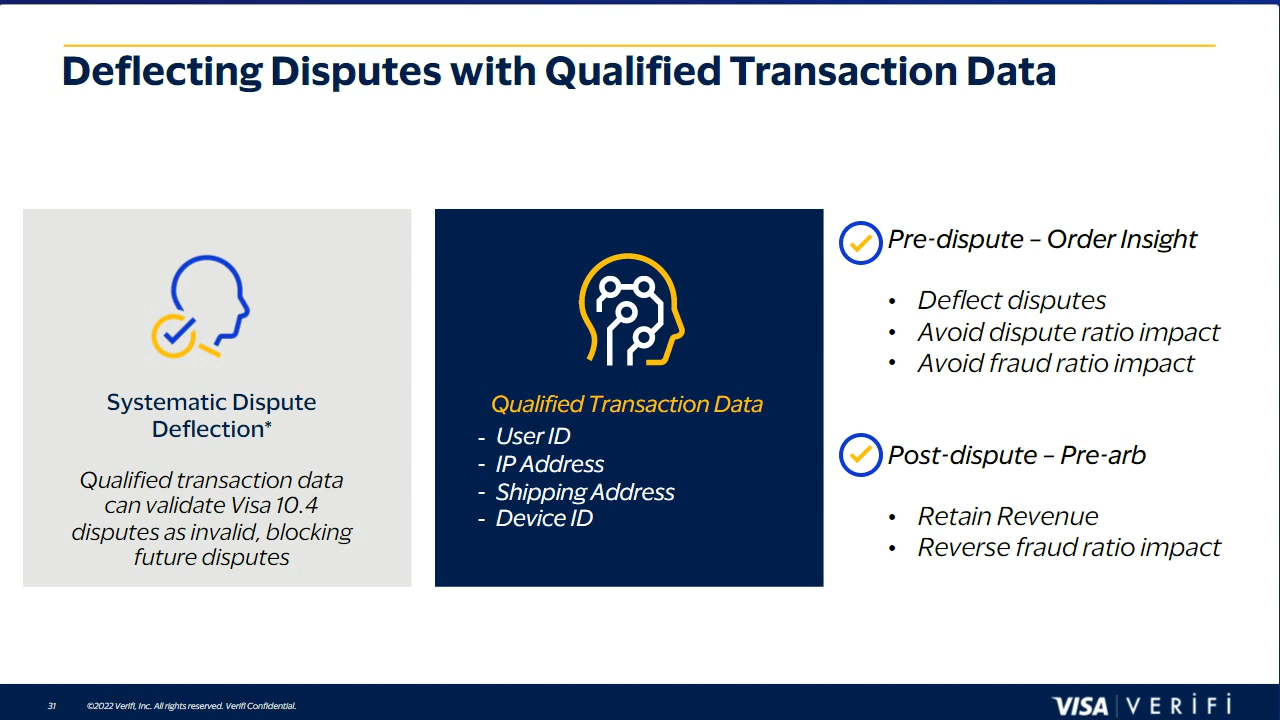 Deflecting Disputes with Qualified Transaction Data
Systematic Dispute
Deflection*
Qualified transaction data
can validate Visa 10.4
disputes as invalid, blocking
future disputes
Qualified Transaction Data
- User ID
- IP Address
- Shipping Address
- Device ID
Pre-dispute – Order Insight
• Deflect disputes
• Avoid dispute ratio impact
• Avoid fraud ratio impact
Post-dispute – Pre-arb
• Retain Revenue
• Reverse fraud ratio impact
31 ©2022 Verifi, Inc. All rights reserved. Verifi Confidential.
VISA | VERIFI